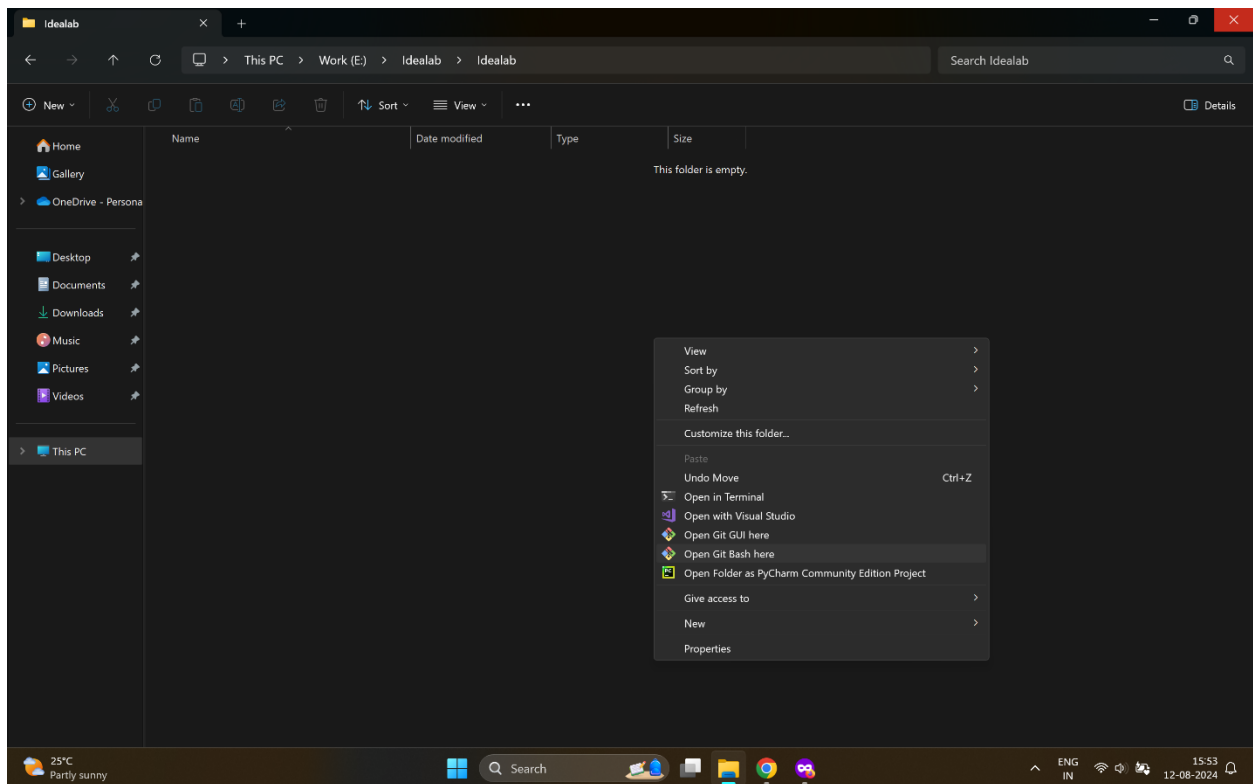 Idealab
This PC > Work (E:) > Idealab > Idealab
Search Idealab
New
Sort
View
Details
Name
Date modified
Type
Size
This folder is empty.
Home
Gallery
OneDrive - Persona
Desktop
Documents
Downloads
Music
Pictures
Videos
This PC
View
Sort by
Group by
Refresh
Customize this folder...
Paste
Undo Move Ctrl+Z
Open in Terminal
Open with Visual Studio
Open Git GUI here
Open Git Bash here
Open Folder as PyCharm Community Edition Project
Give access to
New
Properties
25°C
Partly sunny
Search
ENG
IN
15:53
12-08-2024